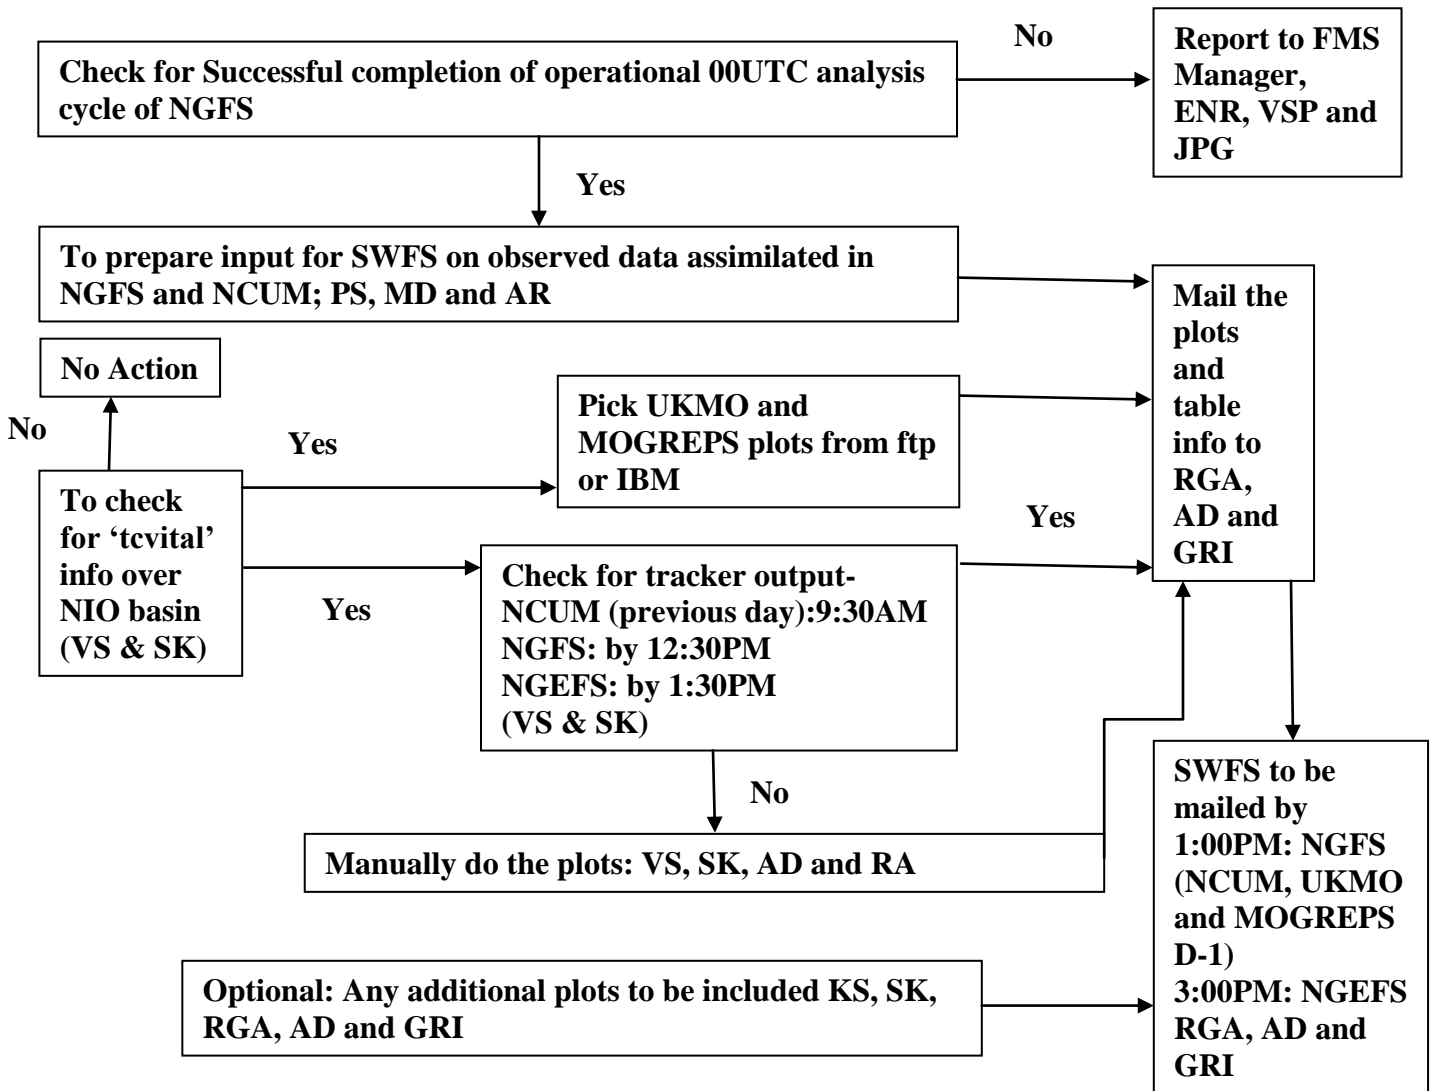 No
Report to FMS
Manager,
ENR, VSP and
JPG
Check for Successful completion of operational 00UTC analysis
cycle of NGFS
Yes
To prepare input for SWFS on observed data assimilated in
NGFS and NCUM; PS, MD and AR
Mail the
plots
and
table
info to
RGA,
AD and
GRI
No Action
No
Yes
Pick UKMO and
MOGREPS plots from ftp
or IBM
To check
for ‘tcvital’
info over
NIO basin
(VS & SK)
Yes
Yes
Check for tracker output-
NCUM (previous day):9:30AM
NGFS: by 12:30PM
NGEFS: by 1:30PM
(VS & SK)
No
Manually do the plots: VS, SK, AD and RA
SWFS to be
mailed by
1:00PM: NGFS
(NCUM, UKMO
and MOGREPS
D-1)
3:00PM: NGEFS
RGA, AD and
GRI
Optional: Any additional plots to be included KS, SK,
RGA, AD and GRI